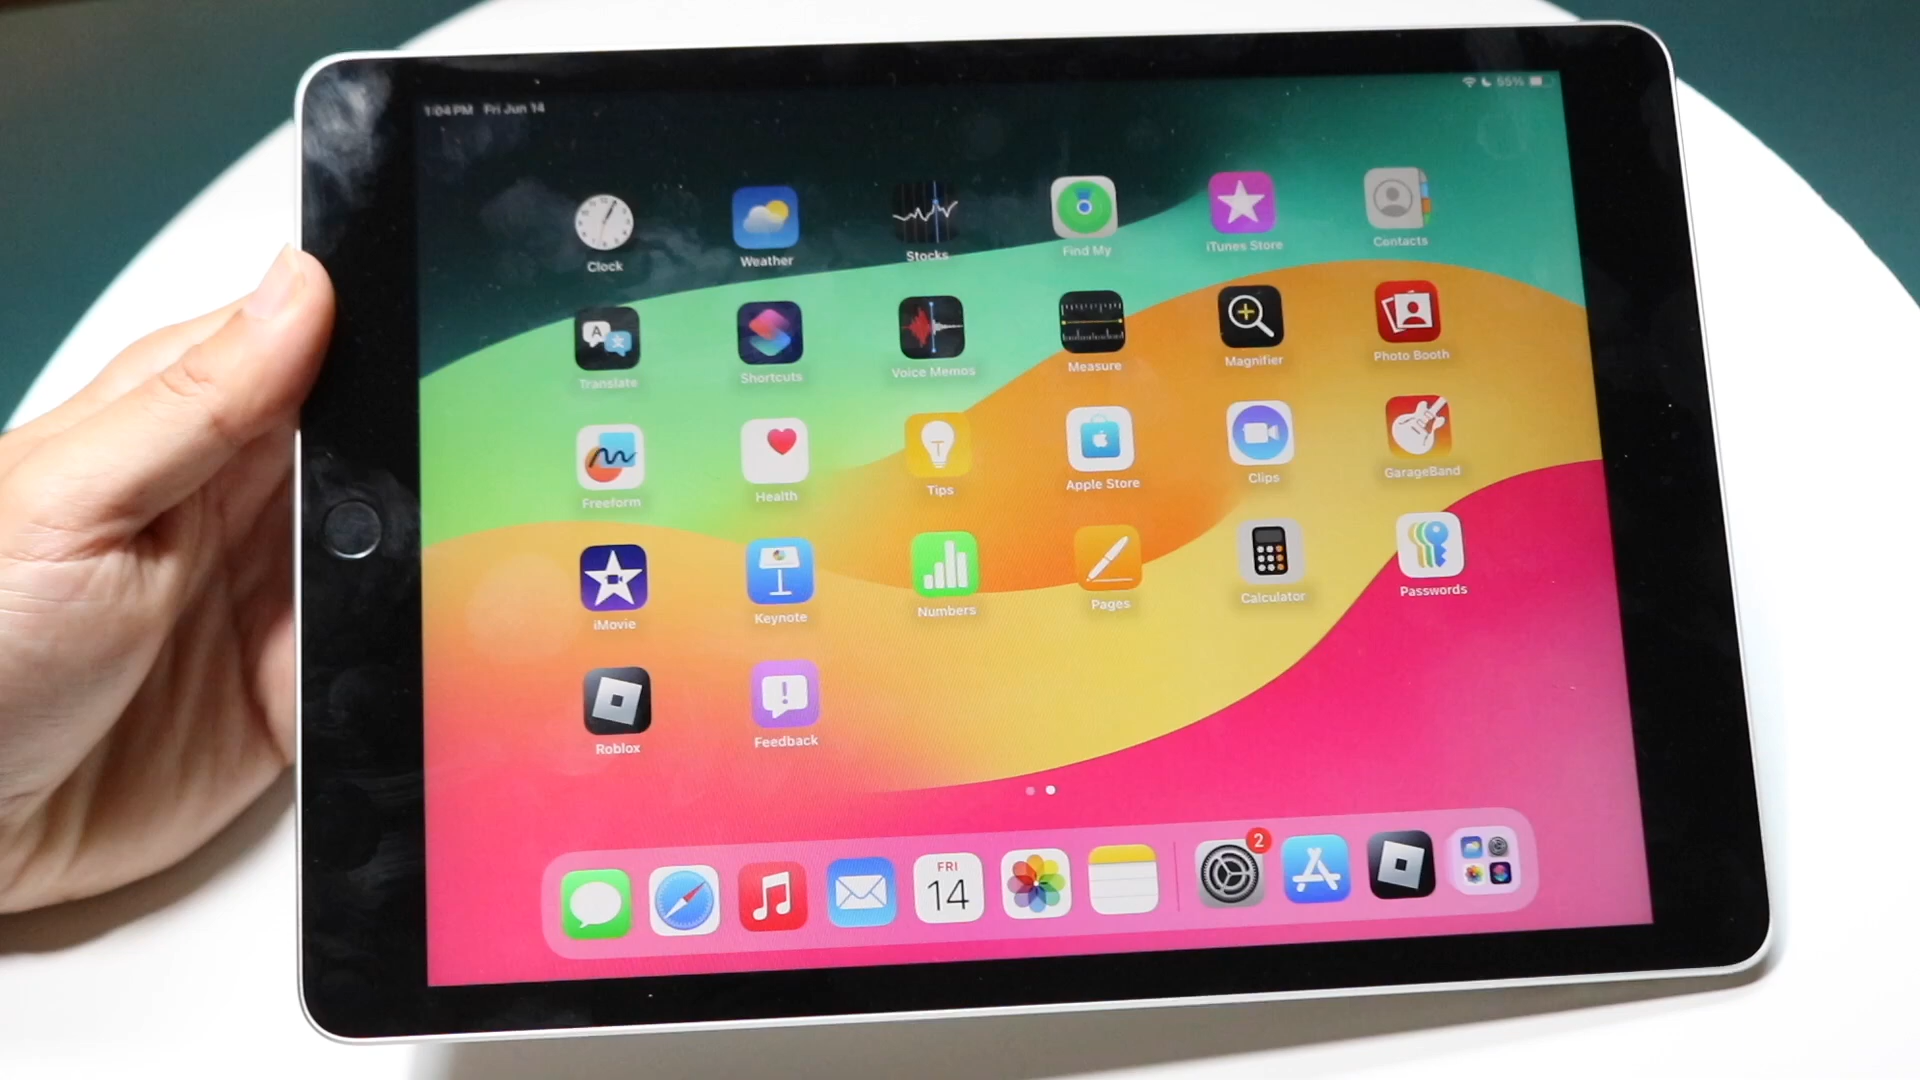 1:04 PM Fri Jun 14
55%
Clock
Weather
Stocks
Find My
iTunes Store
Contacts
A 文
Translate
Shortcuts
Voice Memos
Measure
Magnifier
Photo Booth
Freeform
Health
Tips
Apple Store
Clips
GarageBand
iMovie
Keynote
Numbers
Pages
Calculator
Passwords
Roblox
Feedback
FRI
14
2